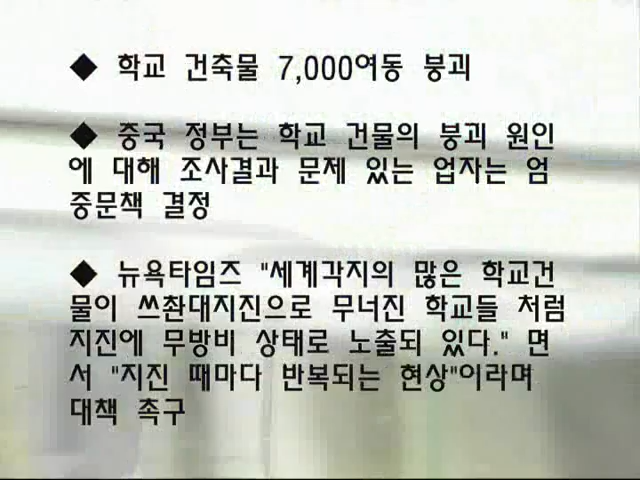 ◆ 학교 건축물 7,000여동 붕괴
◆ 중국 정부는 학교 건물의 붕괴 원인
에 대해 조사결과 문제 있는 업자는 엄
중문책 결정
◆ 뉴욕타임즈 "세계각지의 많은 학교건
물이 쓰촨대지진으로 무너진 학교들 처럼
지진에 무방비 상태로 노출되 있다." 면
서 "지진 때마다 반복되는 현상"이라며
대책 촉구